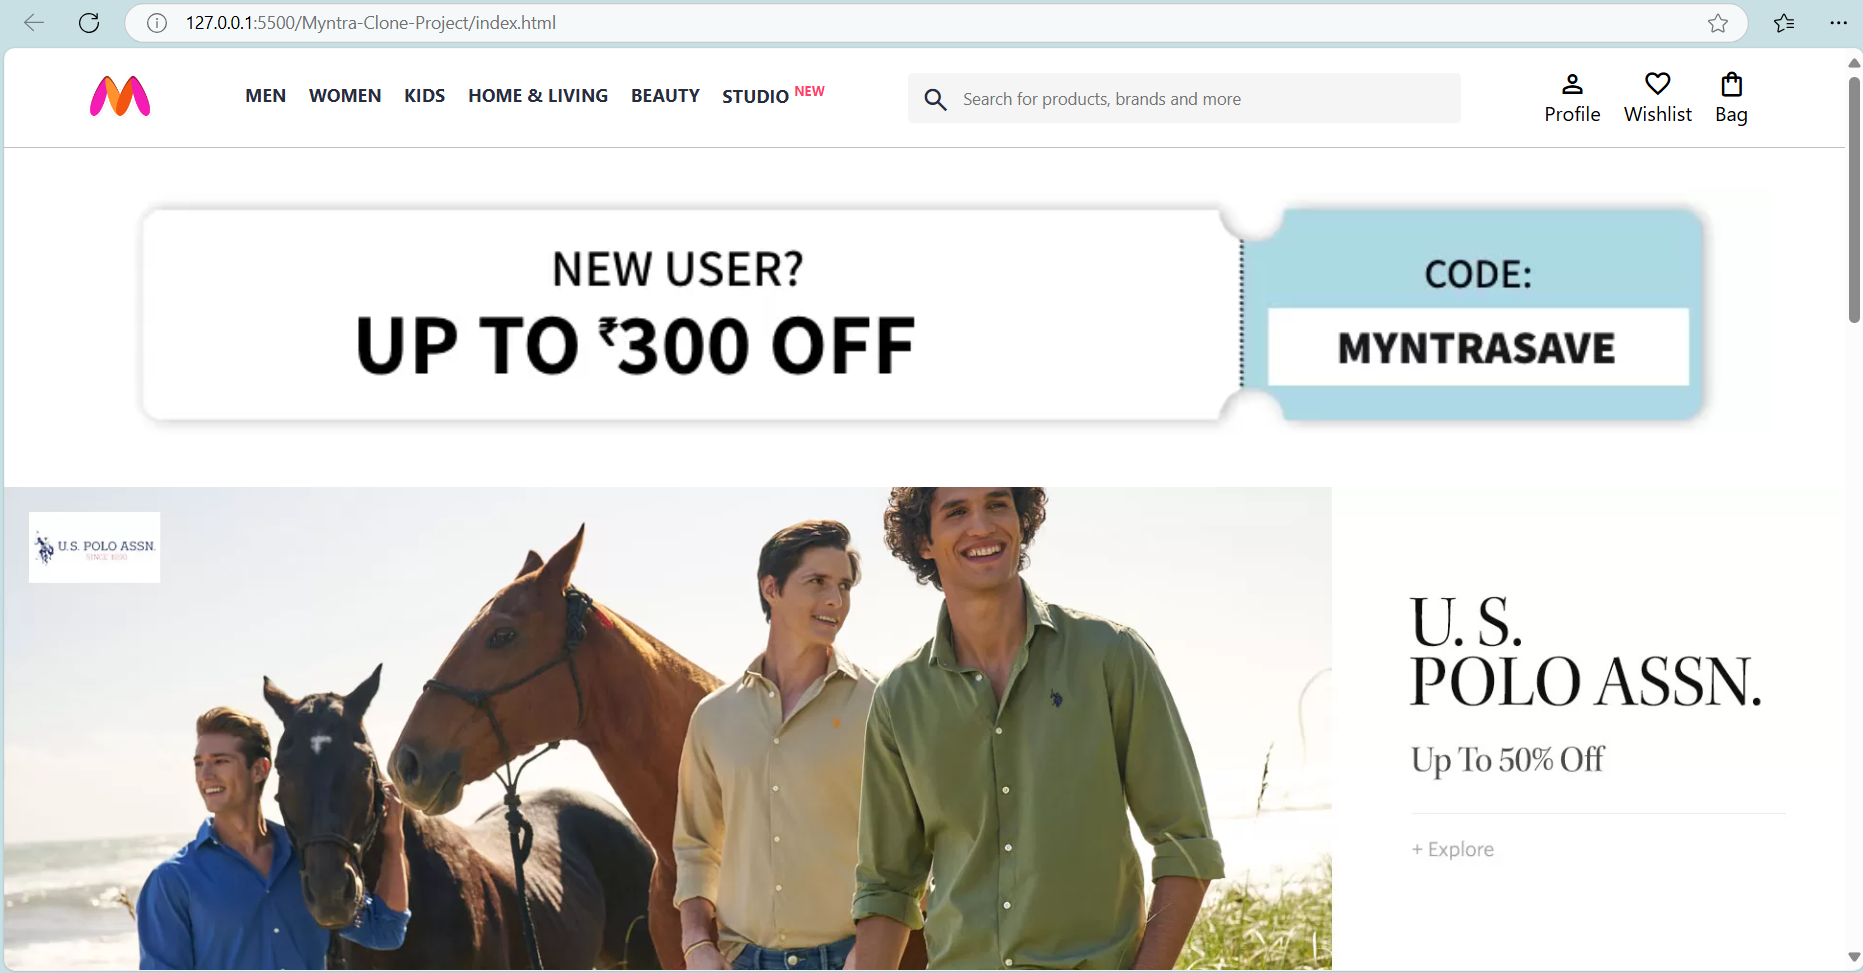 127.0.0.1:5500/Myntra-Clone-Project/index.html
MEN WOMEN KIDS HOME & LIVING BEAUTY STUDIO NEW
Search for products, brands and more
Profile Wishlist Bag
NEW USER?
UP TO ₹300 OFF
CODE:
MYNTRASAVE
U.S. POLO ASSN.
SINCE 1890
U. S.
POLO ASSN.
Up To 50% Off
+ Explore